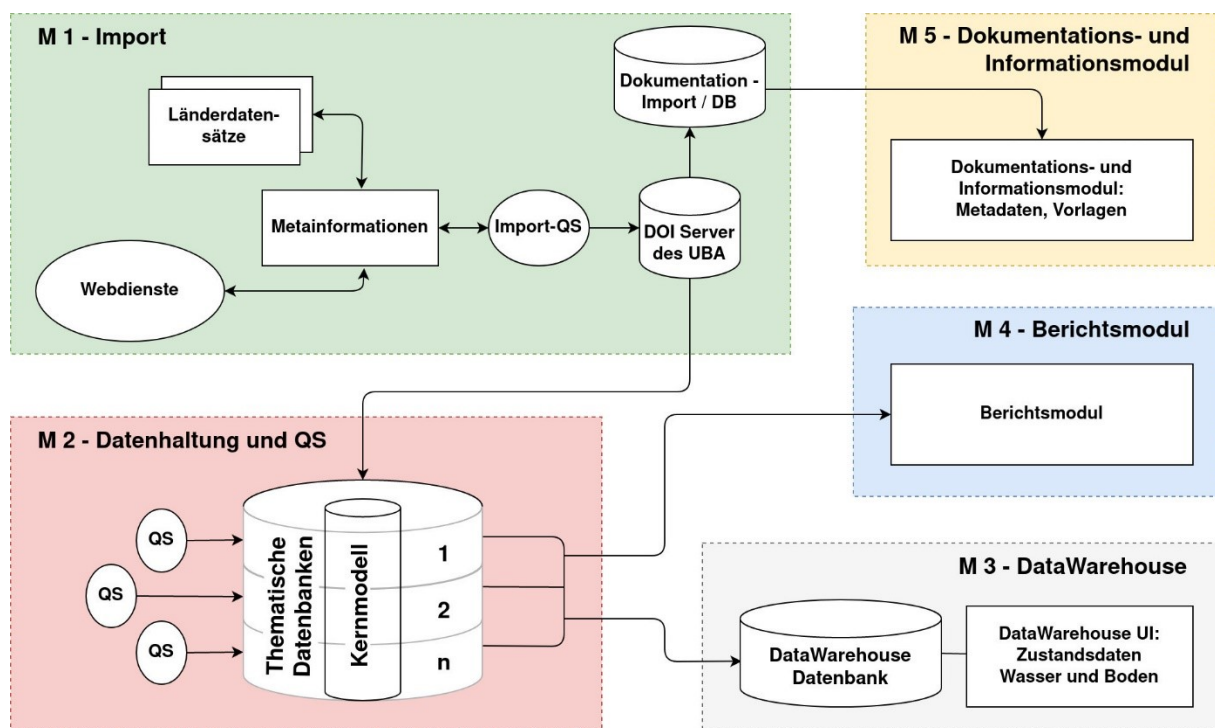 M 1 - Import
Länderdaten-
sätze
Metainformationen
Webdienste
Import-QS
Dokumentation -
Import / DB
DOI Server
des UBA
M 5 - Dokumentations- und
Informationsmodul
Dokumentations- und
Informationsmodul:
Metadaten, Vorlagen
M 4 - Berichtsmodul
Berichtsmodul
M 2 - Datenhaltung und QS
QS
QS
QS
Thematische
Datenbanken
Kernmodell
1
2
n
M 3 - DataWarehouse
DataWarehouse
Datenbank
DataWarehouse UI:
Zustandsdaten
Wasser und Boden